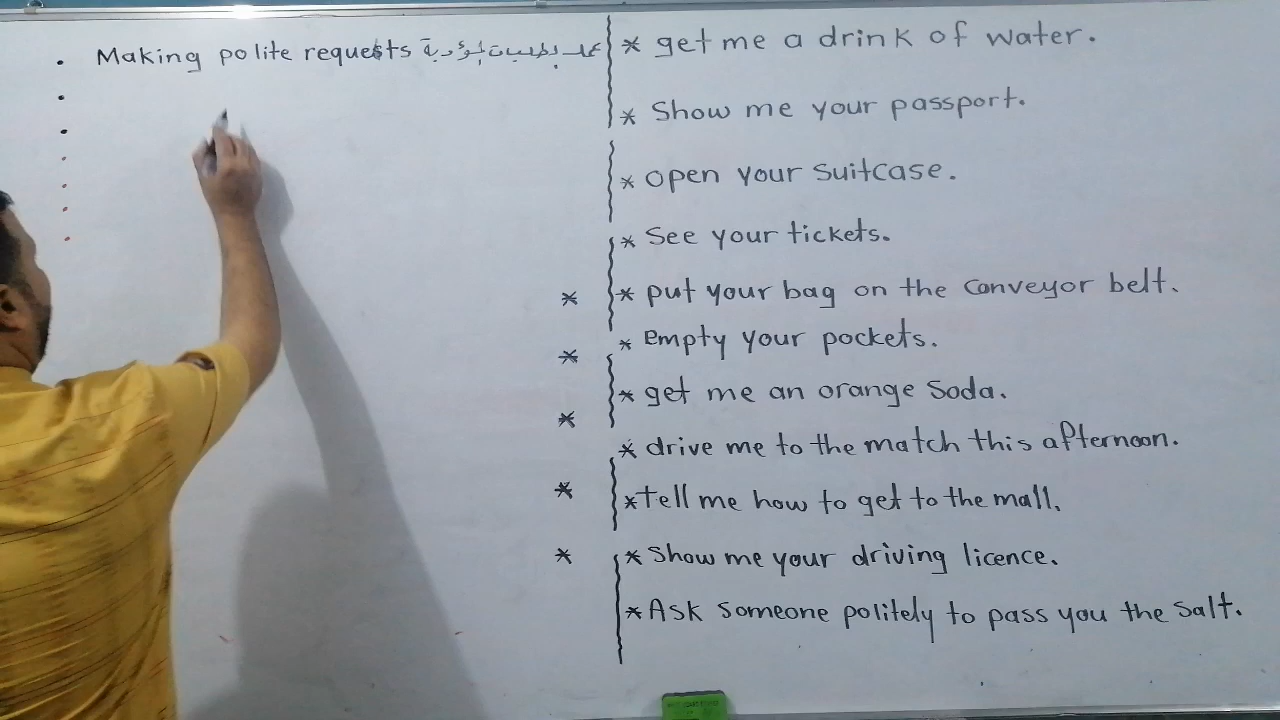 Making polite requests عمل طلبات مؤدبة
* get me a drink of water.
* Show me your passport.
* open your suitcase.
* See your tickets.
* put your bag on the conveyor belt.
* empty your pockets.
* get me an orange soda.
* drive me to the match this afternoon.
* tell me how to get to the mall.
* Show me your driving licence.
* Ask someone politely to pass you the salt.